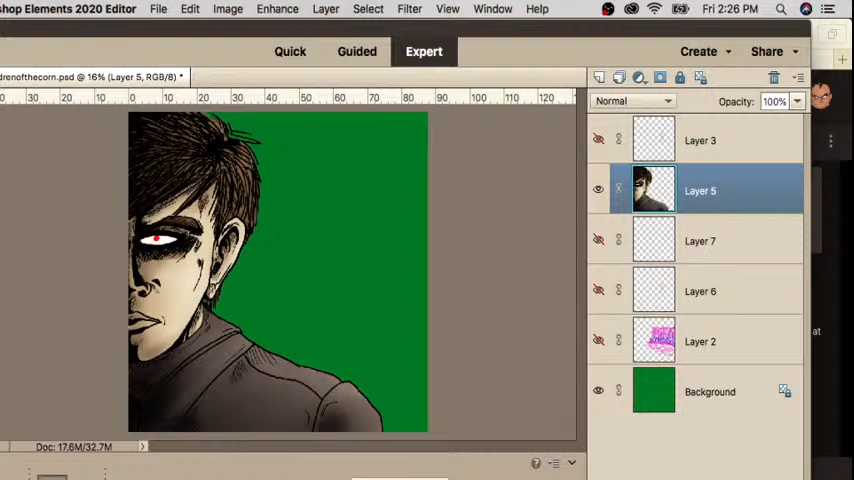 shop Elements 2020 Editor File Edit Image Enhance Layer Select Filter View Window Help Fri 2:26 PM
Quick Guided Expert Create Share
drenofthecorn.psd @ 16% (Layer 5, RGB/8) *
30 20 10 0 10 20 30 40 50 60 70 80 90 100 110 120
Normal Opacity: 100%
Layer 3
Layer 5
Layer 7
Layer 6
at
Layer 2
Background
Doc: 17.6M/32.7M